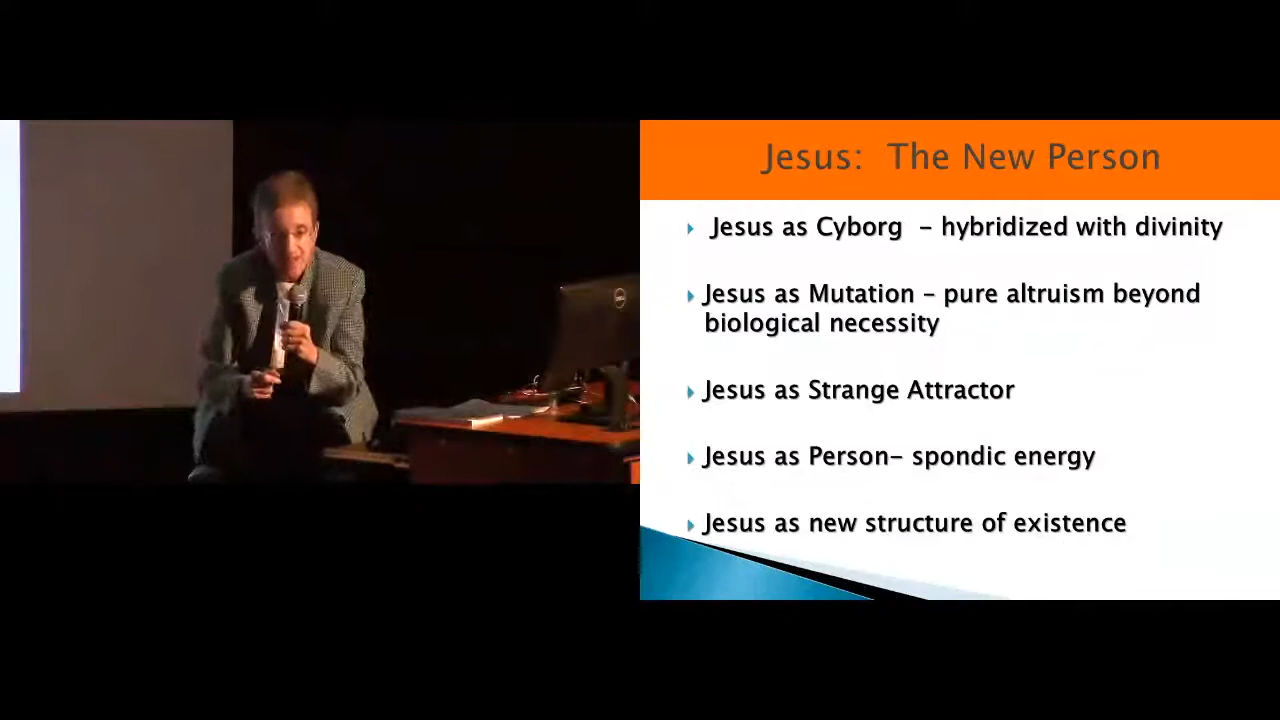 Jesus: The New Person
Jesus as Cyborg – hybridized with divinity
Jesus as Mutation – pure altruism beyond
biological necessity
Jesus as Strange Attractor
Jesus as Person– spondic energy
Jesus as new structure of existence